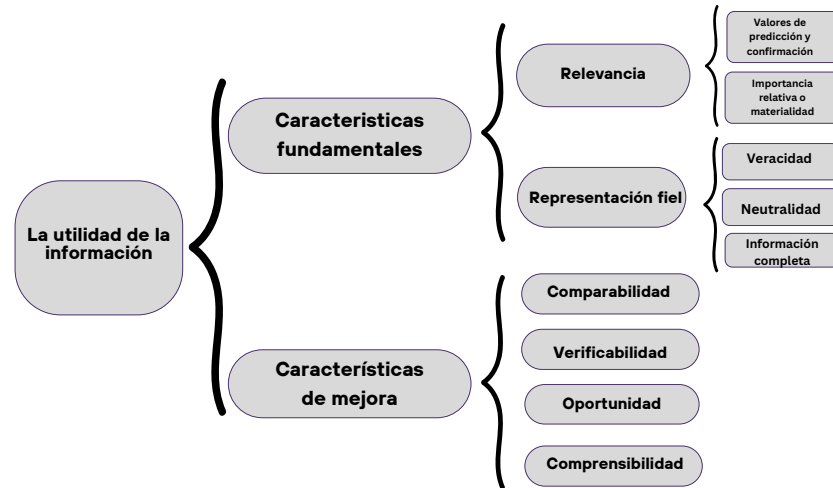 La utilidad de la
información
Caracteristicas
fundamentales
Relevancia
Valores de
predicción y
confirmación
Importancia
relativa o
materialidad
Representación fiel
Veracidad
Neutralidad
Información
completa
Características
de mejora
Comparabilidad
Verificabilidad
Oportunidad
Comprensibilidad